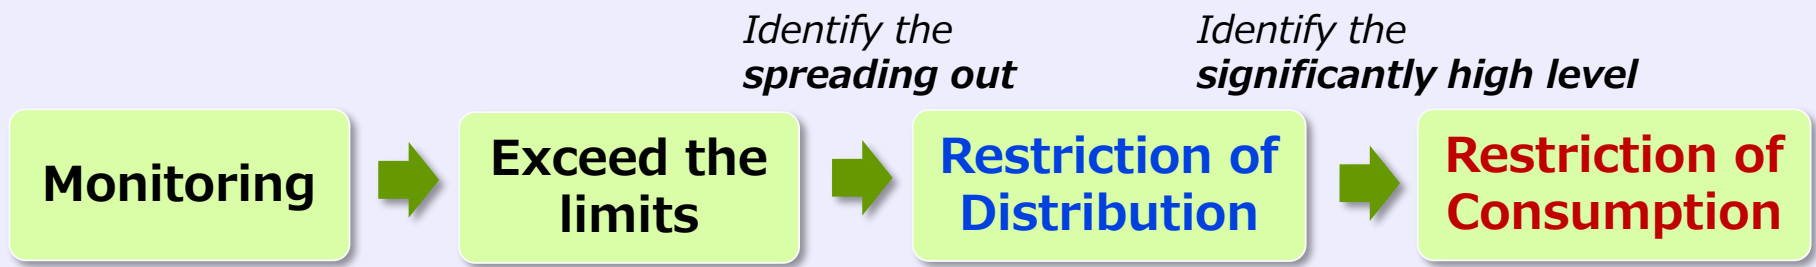 Identify the
spreading out
Identify the
significantly high level
Monitoring
Exceed the
limits
Restriction of
Distribution
Restriction of
Consumption